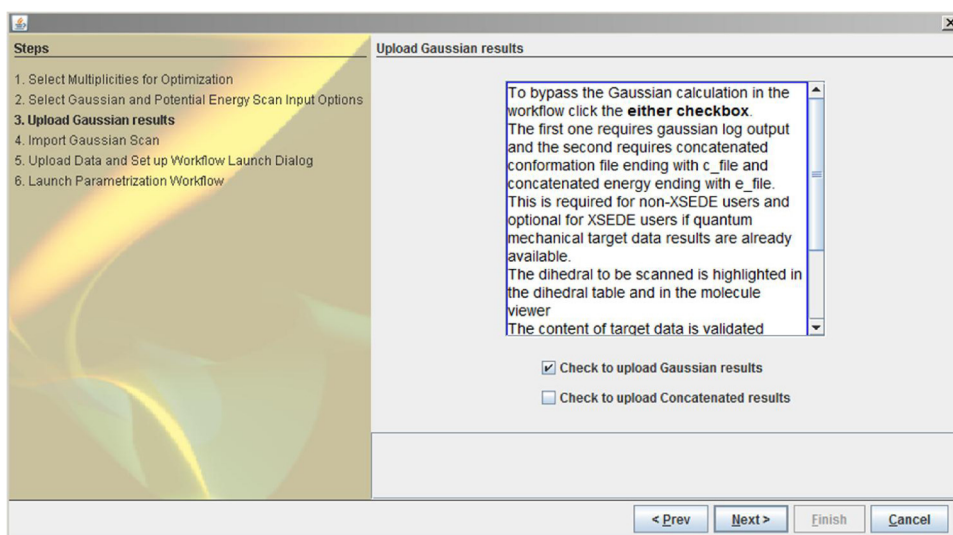 Steps
1. Select Multiplicities for Optimization
2. Select Gaussian and Potential Energy Scan Input Options
3. Upload Gaussian results
4. Import Gaussian Scan
5. Upload Data and Set up Workflow Launch Dialog
6. Launch Parametrization Workflow
Upload Gaussian results
To bypass the Gaussian calculation in the
workflow click the either checkbox.
The first one requires gaussian log output
and the second requires concatenated
conformation file ending with c_file and
concatenated energy ending with e_file.
This is required for non-XSEDE users and
optional for XSEDE users if quantum
mechanical target data results are already
available.
The dihedral to be scanned is highlighted in
the dihedral table and in the molecule
viewer
The content of target data is validated
Check to upload Gaussian results
Check to upload Concatenated results
< Prev
Next >
Finish
Cancel